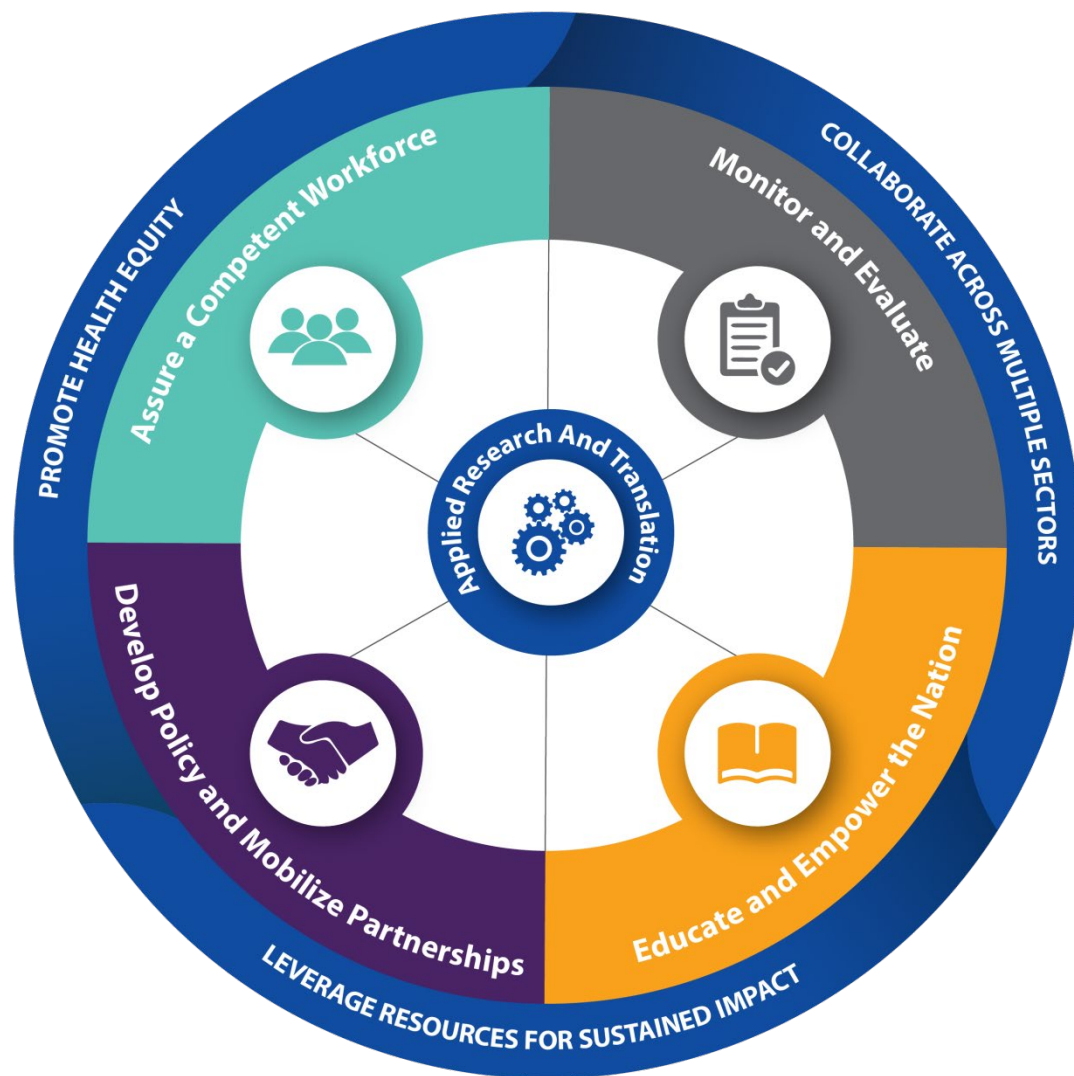 PROMOTE HEALTH EQUITY
COLLABORATE ACROSS MULTIPLE SECTORS
LEVERAGE RESOURCES FOR SUSTAINED IMPACT
Assure a Competent Workforce
Monitor and Evaluate
Applied Research And Translation
Develop Policy and Mobilize Partnerships
Educate and Empower the Nation